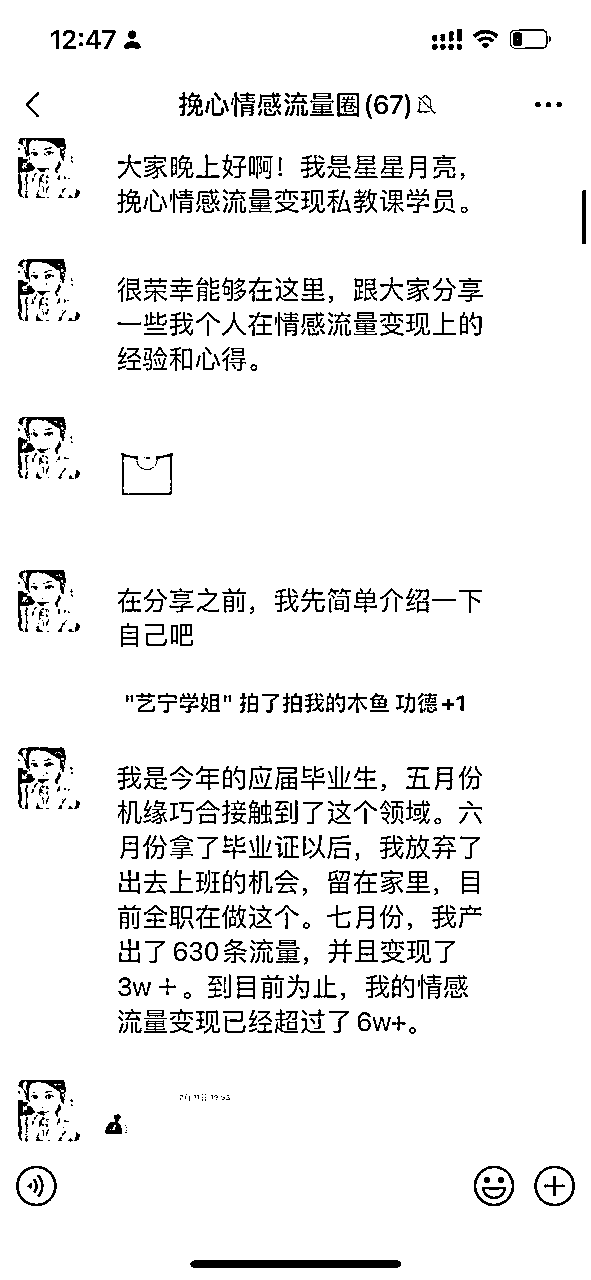 12:47
挽心情感流量圈(67)
大家晚上好啊！我是星星月亮，
挽心情感流量变现私教课学员。
很荣幸能够在这里，跟大家分享
一些我个人在情感流量变现上的
经验和心得。
在分享之前，我先简单介绍一下
自己吧
"艺宁学姐" 拍了拍我的木鱼 功德+1
我是今年的应届毕业生，五月份
机缘巧合接触到了这个领域。六
月份拿了毕业证以后，我放弃了
出去上班的机会，留在家里，目
前全职在做这个。七月份，我产
出了630条流量，并且变现了
3w＋。到目前为止，我的情感
流量变现已经超过了6w+。